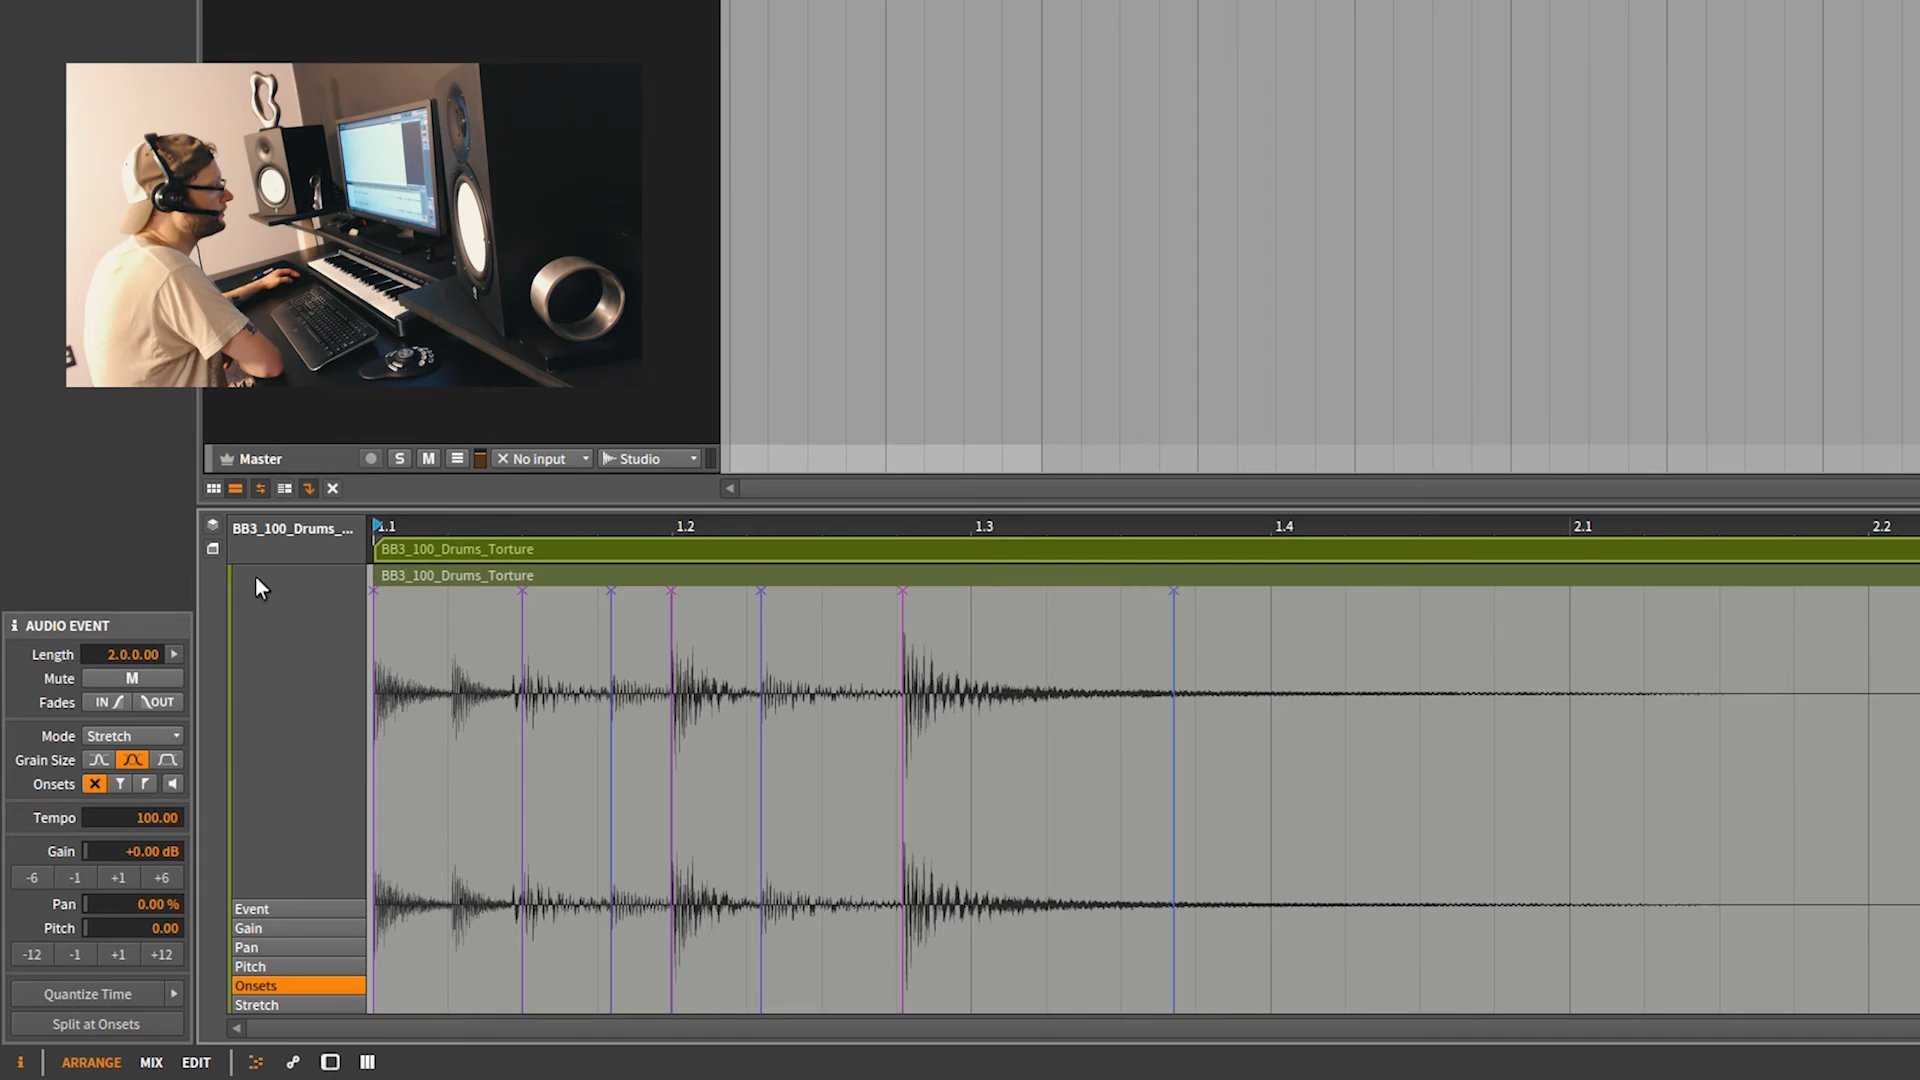 Master
S
M
No input
Studio
BB3_100_Drums_...
1.1
1.2
1.3
1.4
2.1
2.2
BB3_100_Drums_Torture
BB3_100_Drums_Torture
i AUDIO EVENT
Length 2.0.0.00
Mute M
Fades IN OUT
Mode Stretch
Grain Size
Onsets
Tempo 100.00
Gain +0.00 dB
-6 -1 +1 +6
Pan 0.00 %
Pitch 0.00
-12 -1 +1 +12
Quantize Time
Split at Onsets
Event
Gain
Pan
Pitch
Onsets
Stretch
i ARRANGE MIX EDIT